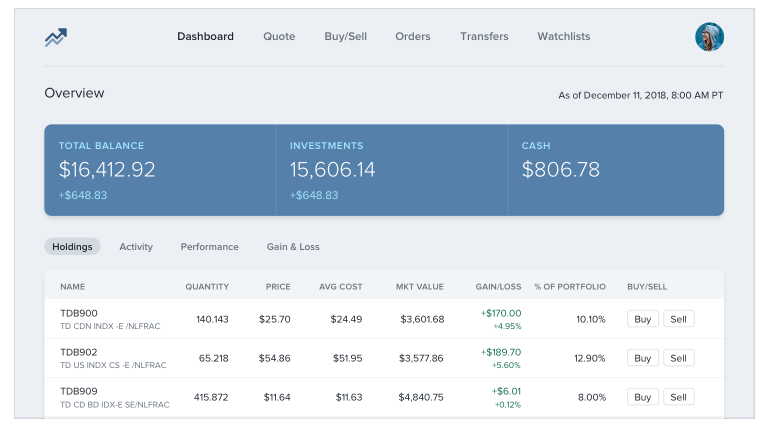 Dashboard Quote Buy/Sell Orders Transfers Watchlists
Overview
As of December 11, 2018, 8:00 AM PT
TOTAL BALANCE INVESTMENTS CASH
$16,412.92 15,606.14 $806.78
+$648.83 +$648.83
Holdings Activity Performance Gain & Loss
NAME QUANTITY PRICE AVG COST MKT VALUE GAIN/LOSS % OF PORTFOLIO BUY/SELL
TDB900 140.143 $25.70 $24.49 $3,601.68 +$170.00 10.10% Buy Sell
TD CDN INDX -E /NLFRAC +4.95%
TDB902 65.218 $54.86 $51.95 $3,577.86 +$189.70 12.90% Buy Sell
TD US INDX CS -E /NLFRAC +5.60%
TDB909 415.872 $11.64 $11.63 $4,840.75 +$6.01 8.00% Buy Sell
TD CD BD IDX-E SE/NLFRAC +0.12%